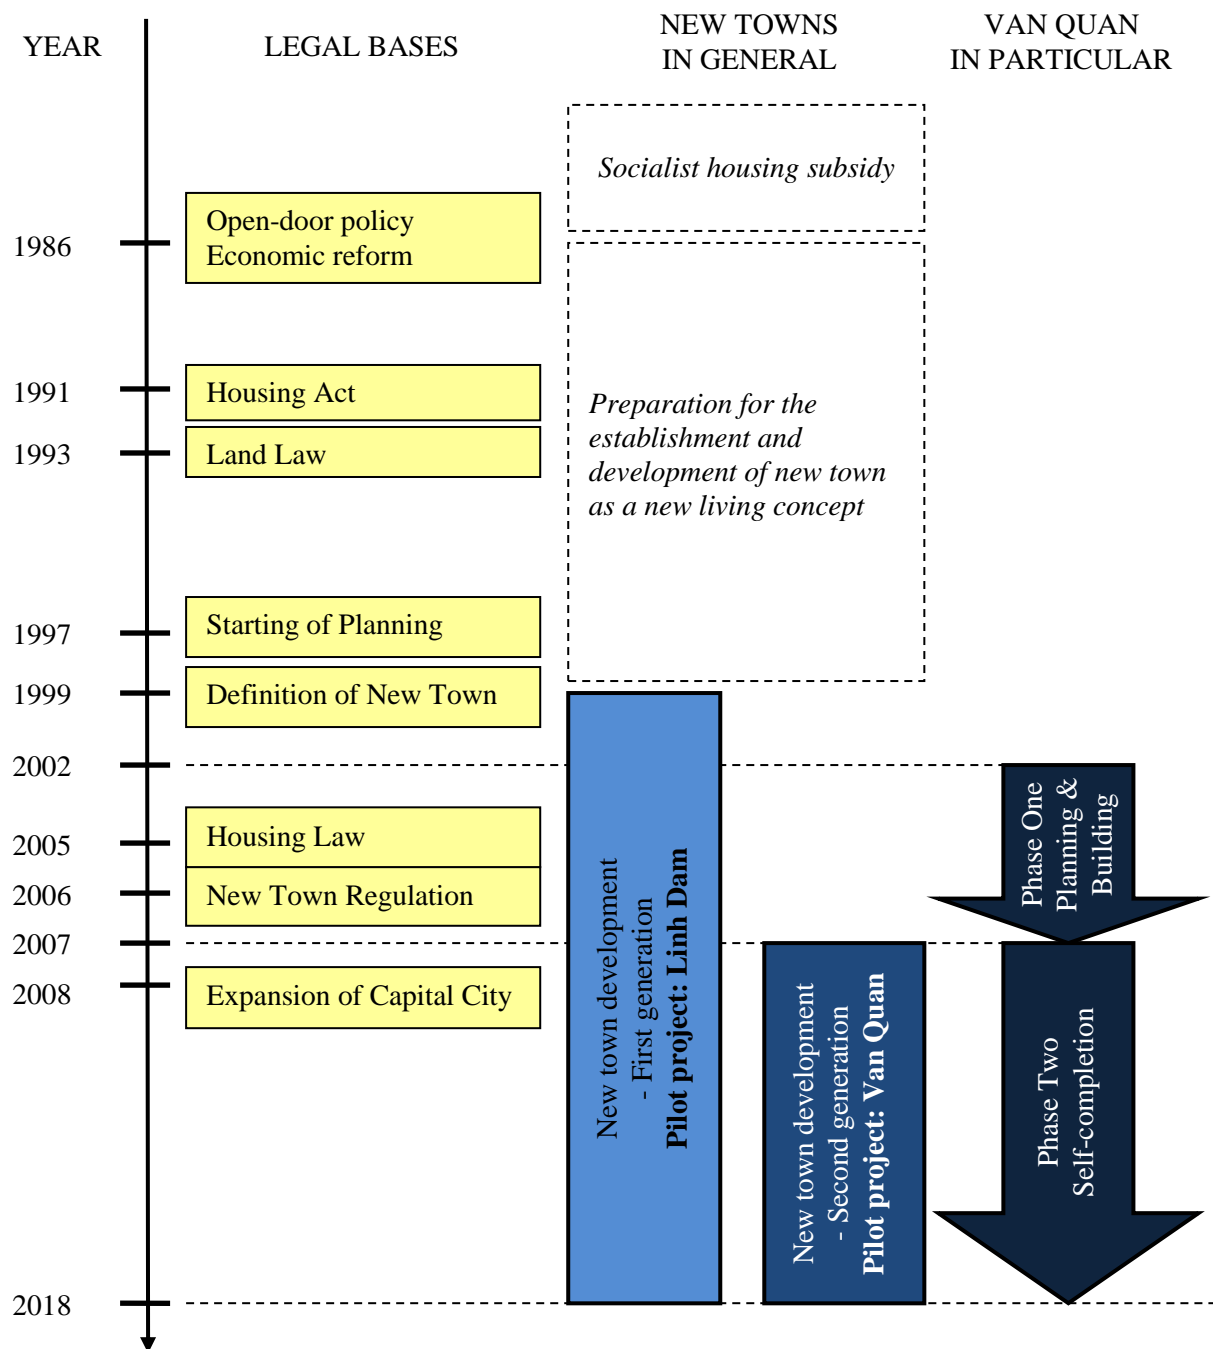 YEAR
LEGAL BASES
NEW TOWNS
IN GENERAL
VAN QUAN
IN PARTICULAR
Socialist housing subsidy
1986
Open-door policy
Economic reform
1991
Housing Act
1993
Land Law
Preparation for the
establishment and
development of new town
as a new living concept
1997
Starting of Planning
1999
Definition of New Town
2002
2005
Housing Law
2006
New Town Regulation
2007
2008
Expansion of Capital City
2018
New town development
- First generation
Pilot project: Linh Dam
New town development
- Second generation
Pilot project: Van Quan
Phase One
Planning &
Building
Phase Two
Self-completion